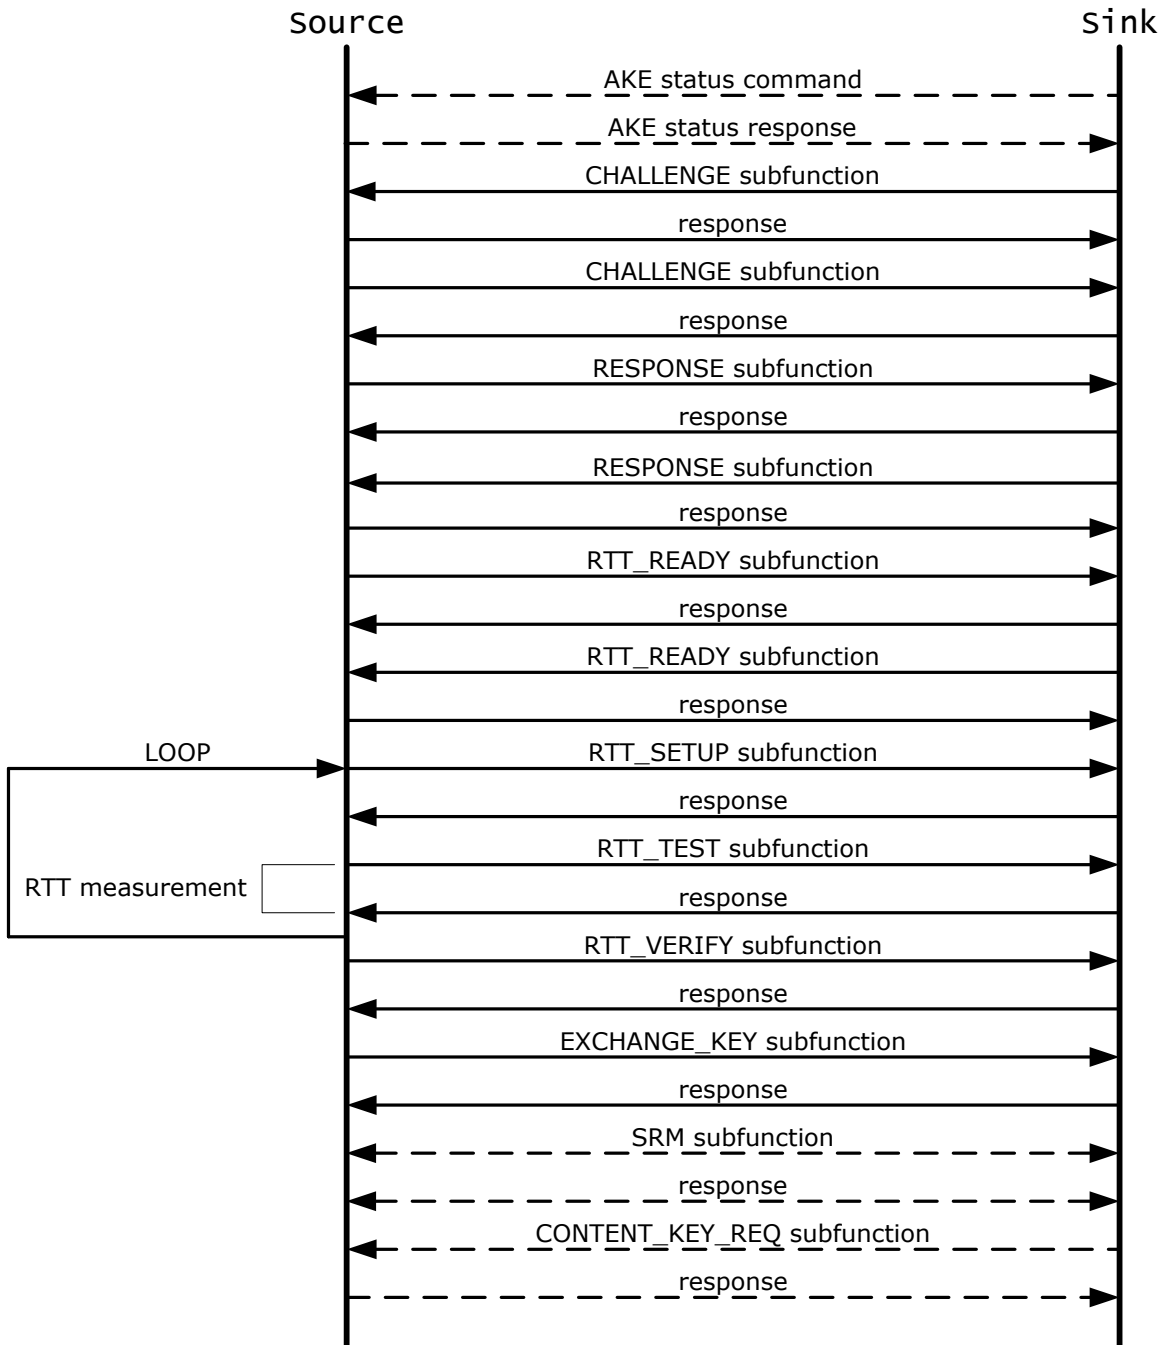 Source
Sink
AKE status command
AKE status response
CHALLENGE subfunction
response
CHALLENGE subfunction
response
RESPONSE subfunction
response
RESPONSE subfunction
response
RTT_READY subfunction
response
RTT_READY subfunction
response
LOOP
RTT_SETUP subfunction
response
RTT_TEST subfunction
RTT measurement
response
RTT_VERIFY subfunction
response
EXCHANGE_KEY subfunction
response
SRM subfunction
response
CONTENT_KEY_REQ subfunction
response